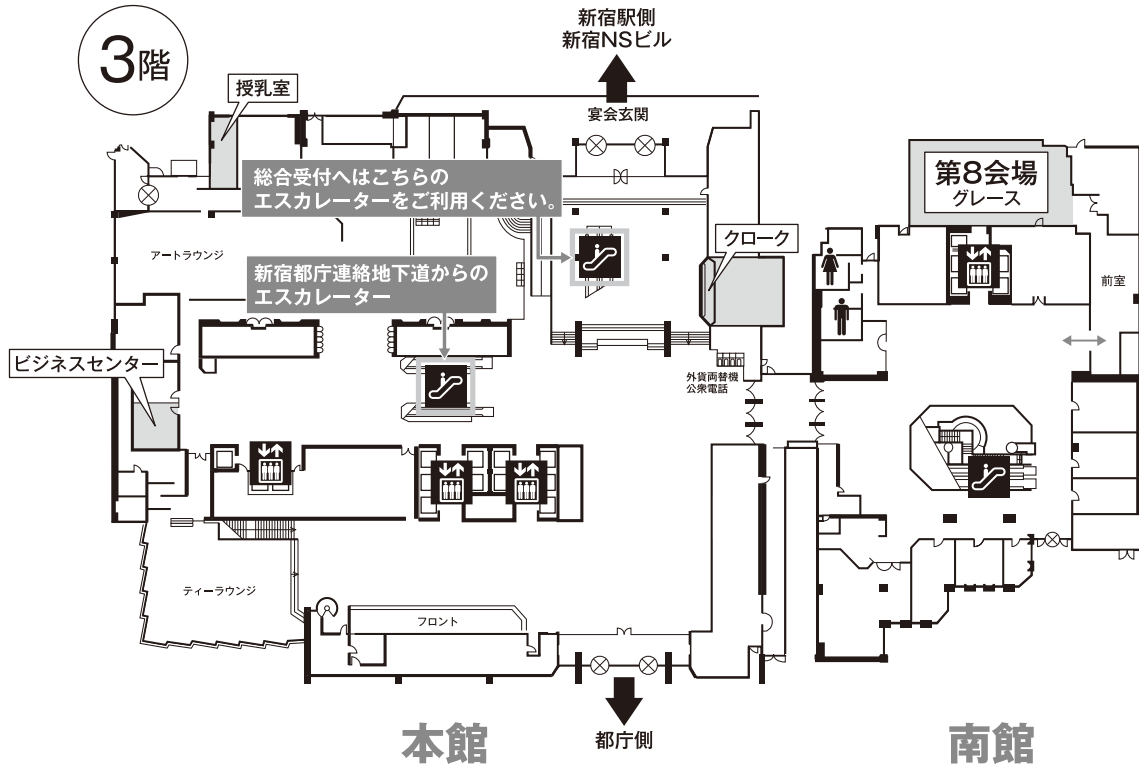 3階
新宿駅側
新宿NSビル
宴会玄関
授乳室
総合受付へはこちらの
エスカレーターをご利用ください。
第8会場
グレース
アートラウンジ
クローク
新宿都庁連絡地下道からの
エスカレーター
前室
ビジネスセンター
外貨両替機
公衆電話
ティーラウンジ
フロント
都庁側
本館
南館